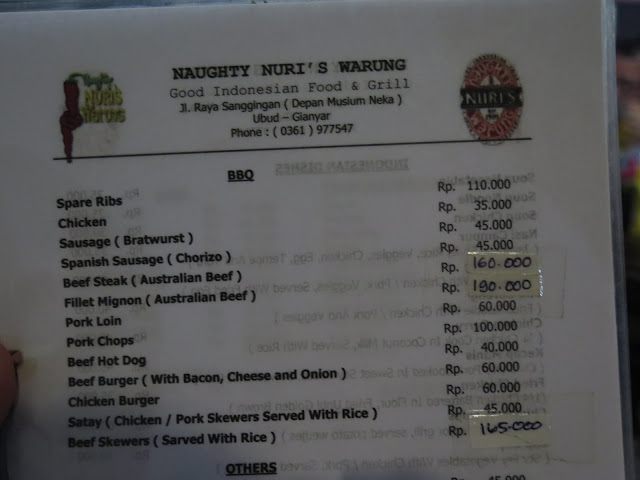 NAUGHTY NURI'S WARUNG
Good Indonesian Food & Grill
Jl. Raya Sanggingan ( Depan Musium Neka )
Ubud – Gianyar
Phone : ( 0361 ) 977547
NURI'S
WARUNG
NURI'S
BBQ
Spare Ribs Rp. 110.000
Chicken Rp. 35.000
Sausage ( Bratwurst ) Rp. 45.000
Spanish Sausage ( Chorizo ) Rp. 45.000
Beef Steak ( Australian Beef ) Rp. 160.000
Fillet Mignon ( Australian Beef ) Rp. 190.000
Pork Loin Rp. 60.000
Pork Chops Rp. 100.000
Beef Hot Dog Rp. 40.000
Beef Burger ( With Bacon, Cheese and Onion ) Rp. 60.000
Chicken Burger Rp. 60.000
Satay ( Chicken / Pork Skewers Served With Rice ) Rp. 45.000
Beef Skewers ( Sarved With Rice ) Rp. 165.000
OTHERS